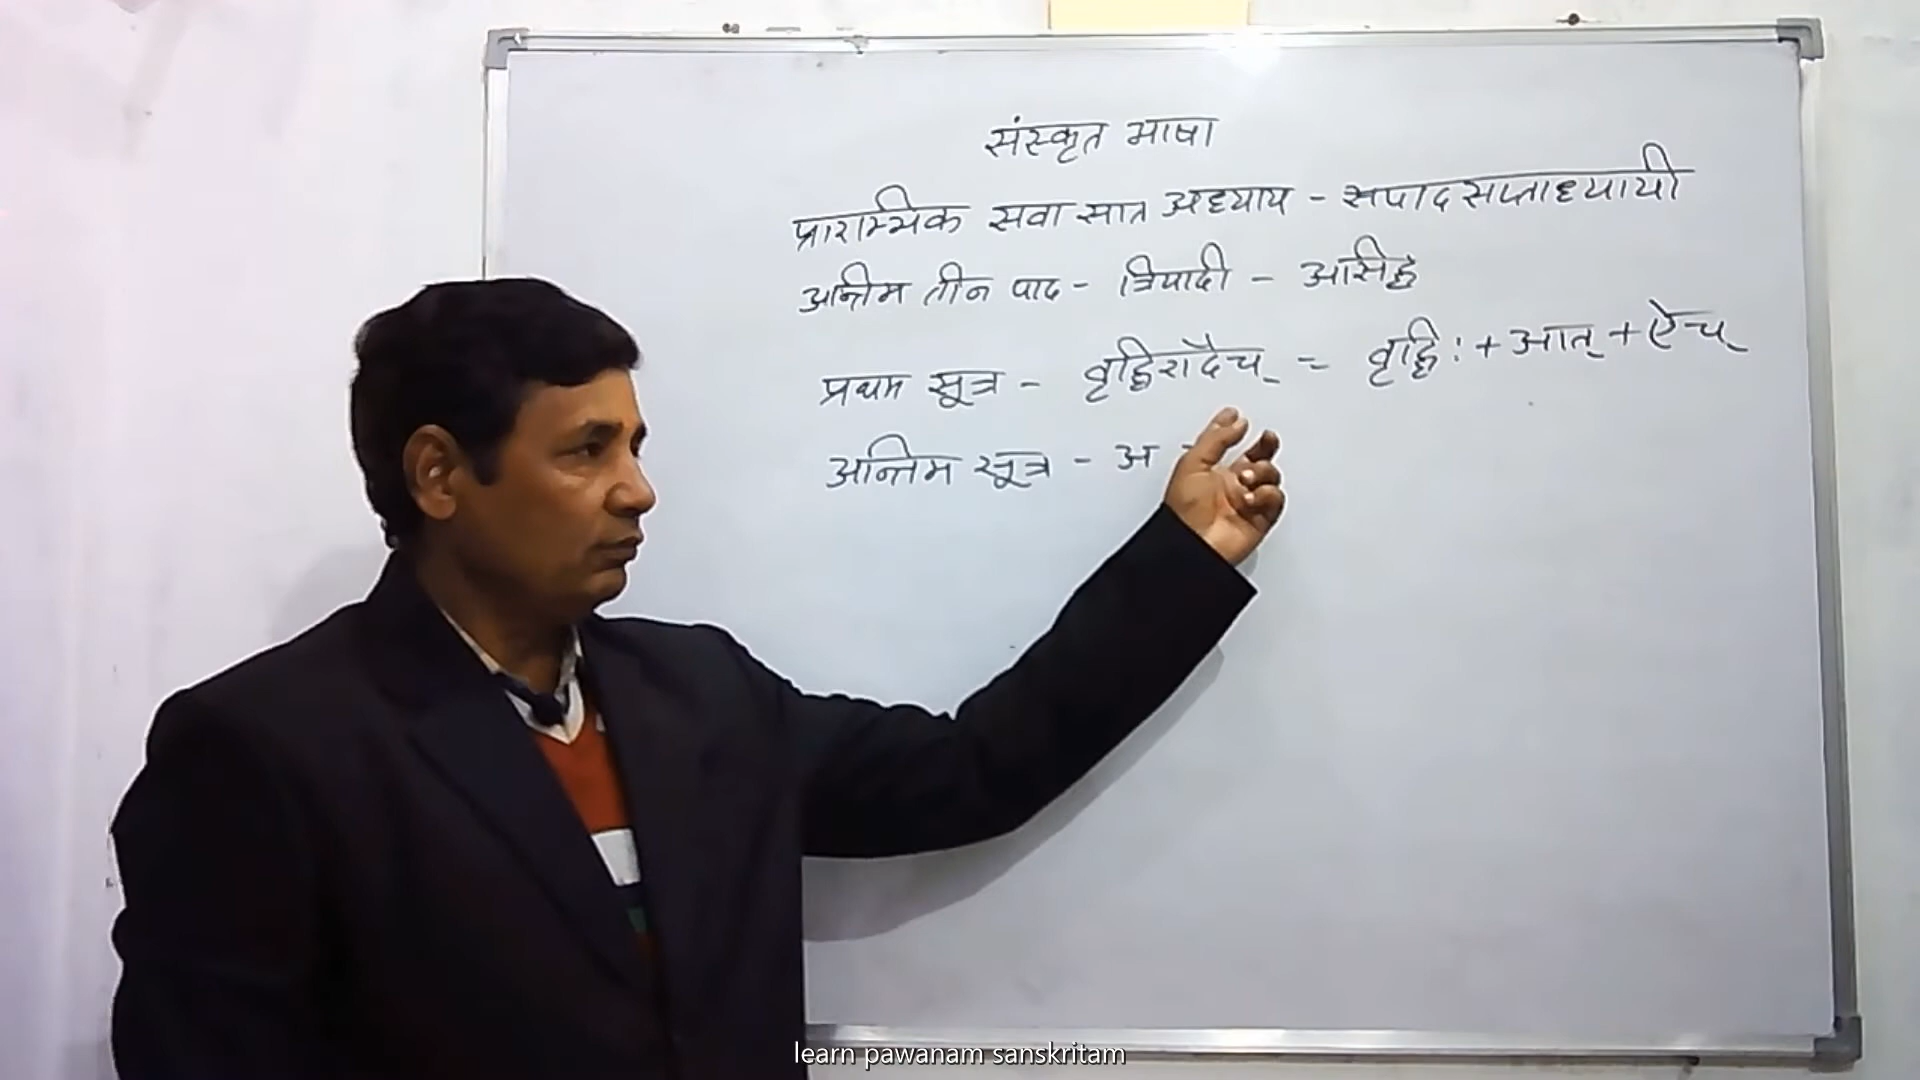 संस्कृत भाषा
प्रारम्भिक सवा सात अध्याय - सपादसप्ताध्यायी
अन्तिम तीन पाद - त्रिपादी - असिद्ध
प्रथम सूत्र - वृद्धिरादैच् = वृद्धिः + आत् + ऐच्
अन्तिम सूत्र - अ
learn pawanam sanskritam